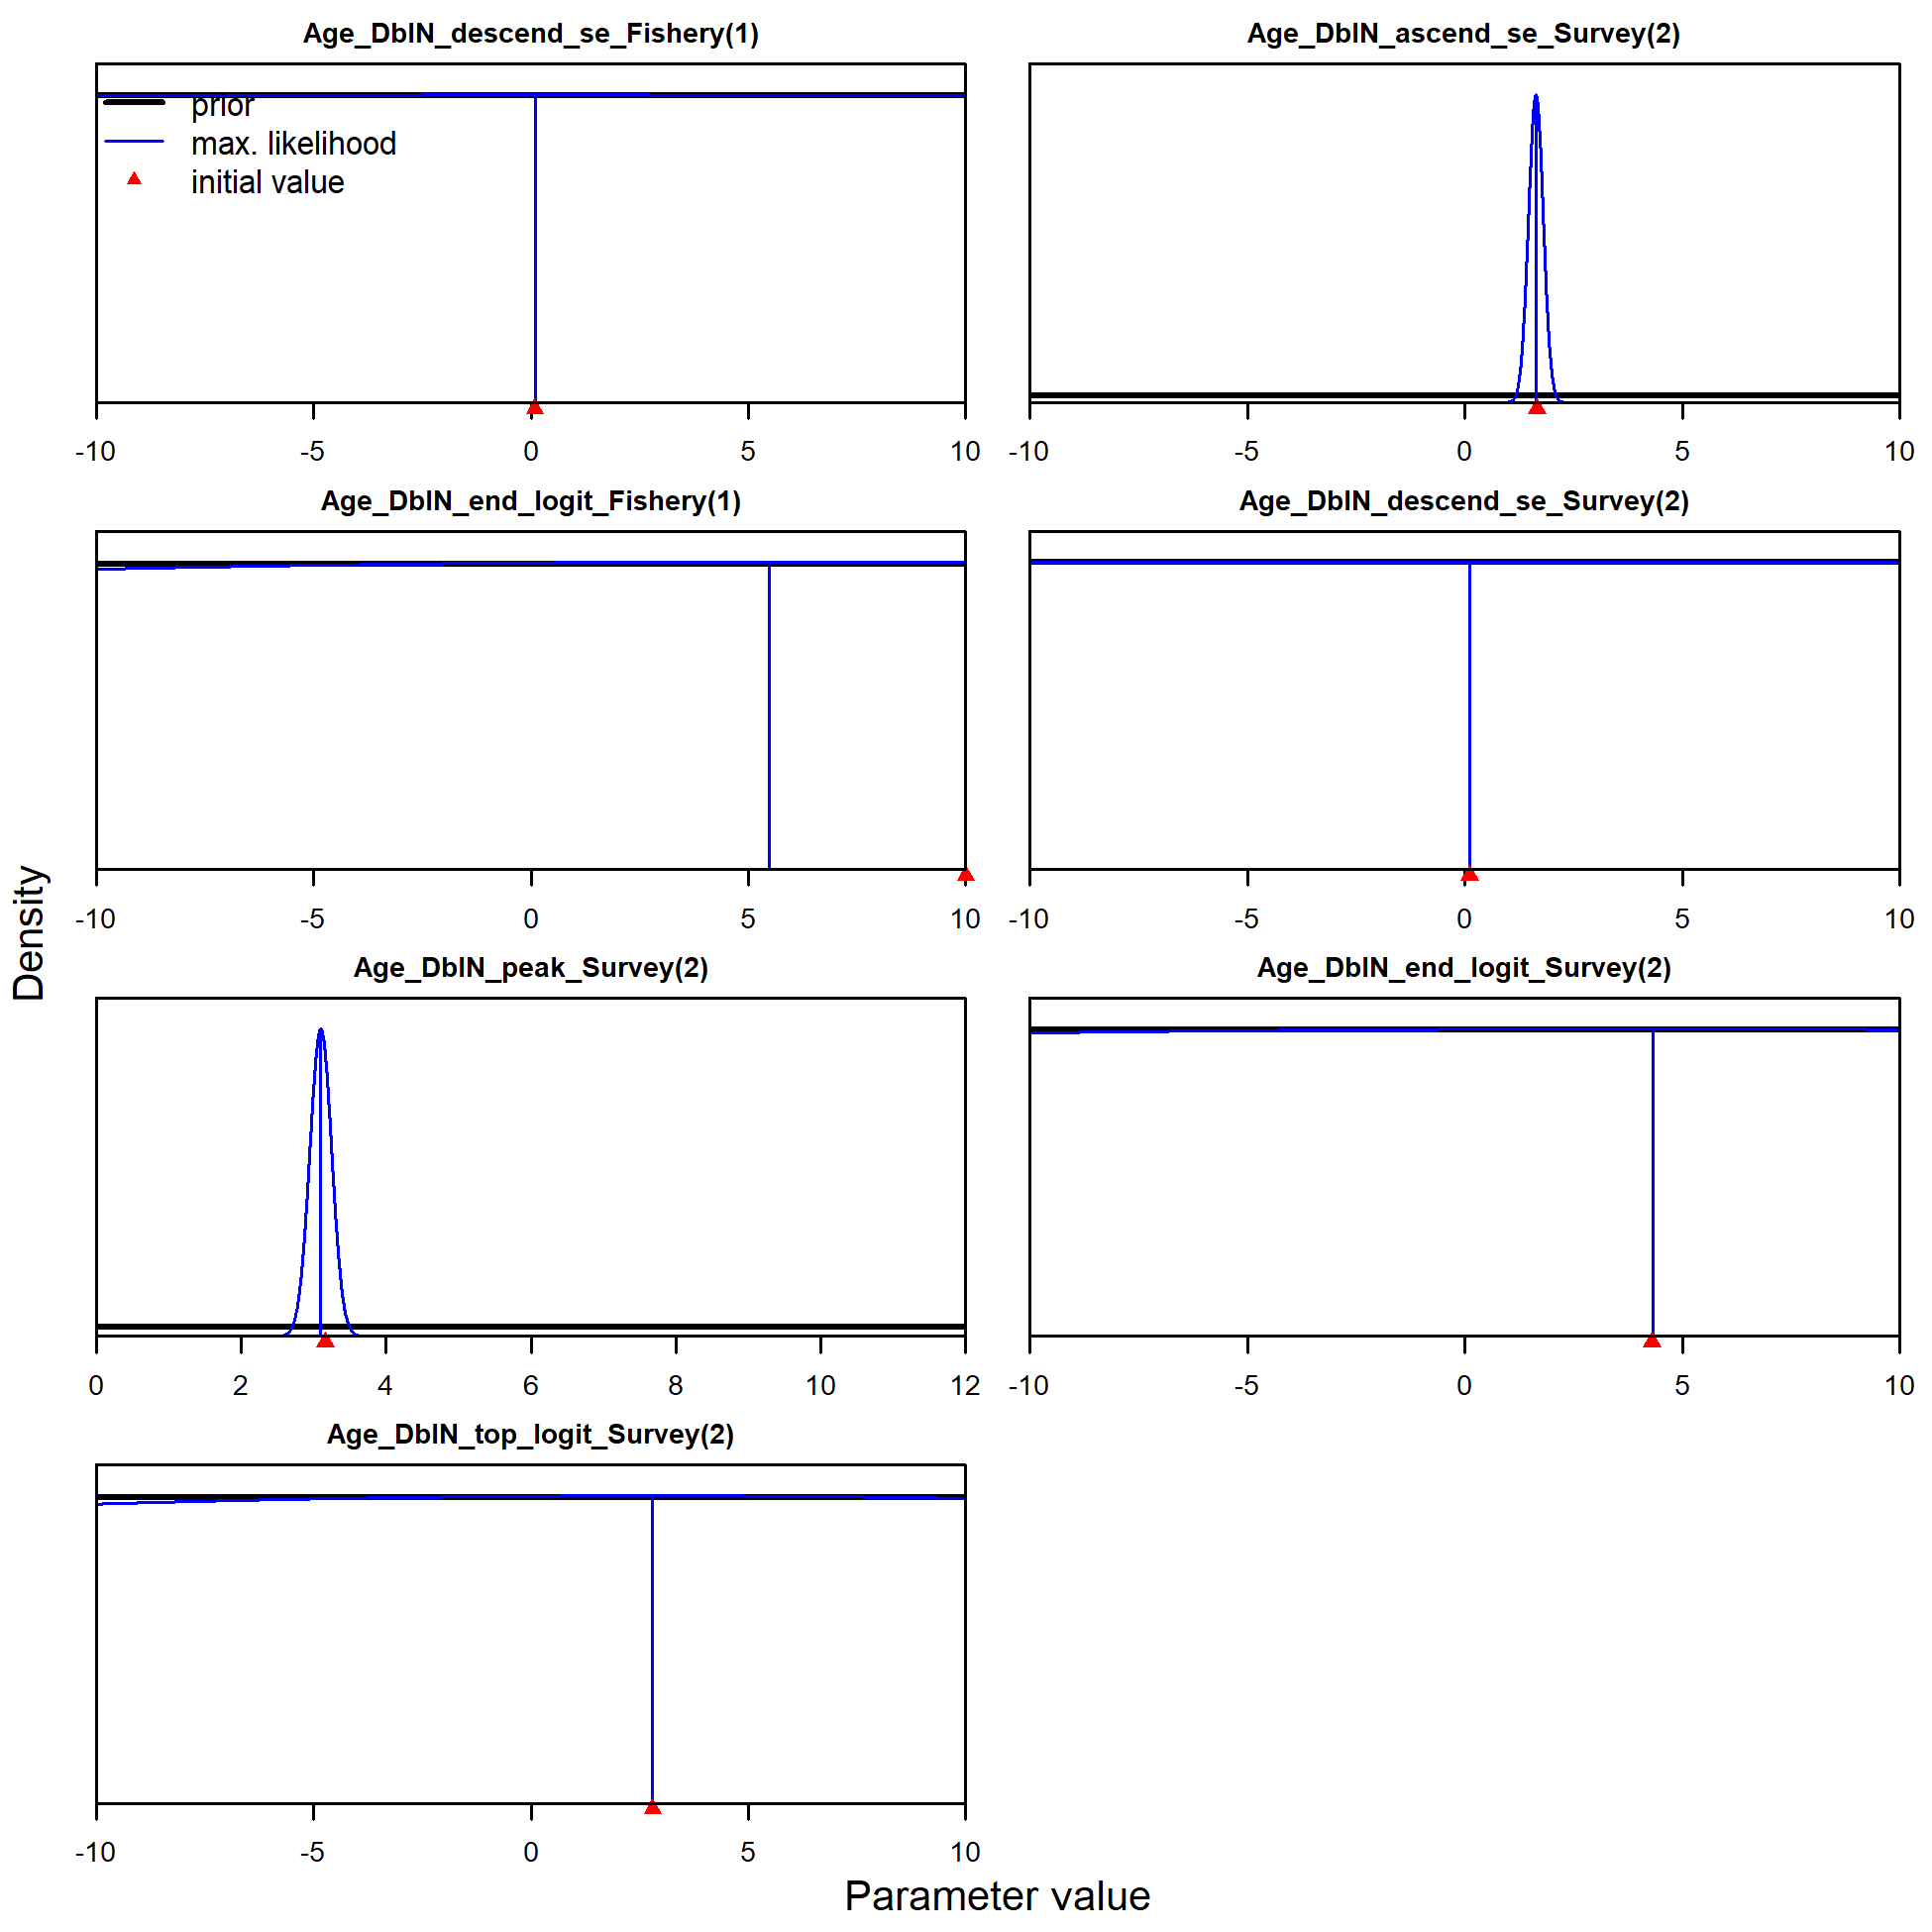 Age_DblN_descend_se_Fishery(1)
prior
max. likelihood
initial value
-10 -5 0 5 10
Age_DblN_ascend_se_Survey(2)
-10 -5 0 5 10
Age_DblN_end_logit_Fishery(1)
-10 -5 0 5 10
Age_DblN_descend_se_Survey(2)
-10 -5 0 5 10
Age_DblN_peak_Survey(2)
0 2 4 6 8 10 12
Age_DblN_end_logit_Survey(2)
-10 -5 0 5 10
Age_DblN_top_logit_Survey(2)
-10 -5 0 5 10
Density
Parameter value